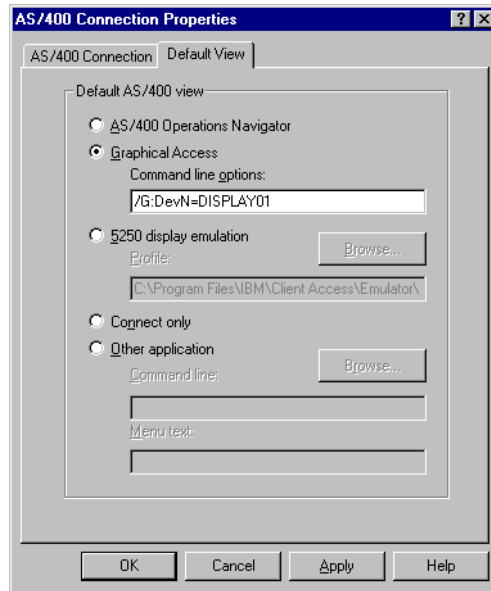 AS/400 Connection Properties
AS/400 Connection
Default View
Default AS/400 view
AS/400 Operations Navigator
Graphical Access
Command line options:
/G:DevN=DISPLAY01
5250 display emulation
Browse...
Profile:
C:\Program Files\IBM\Client Access\Emulator\
Connect only
Other application
Browse...
Command line:
Menu text:
OK Cancel Apply Help